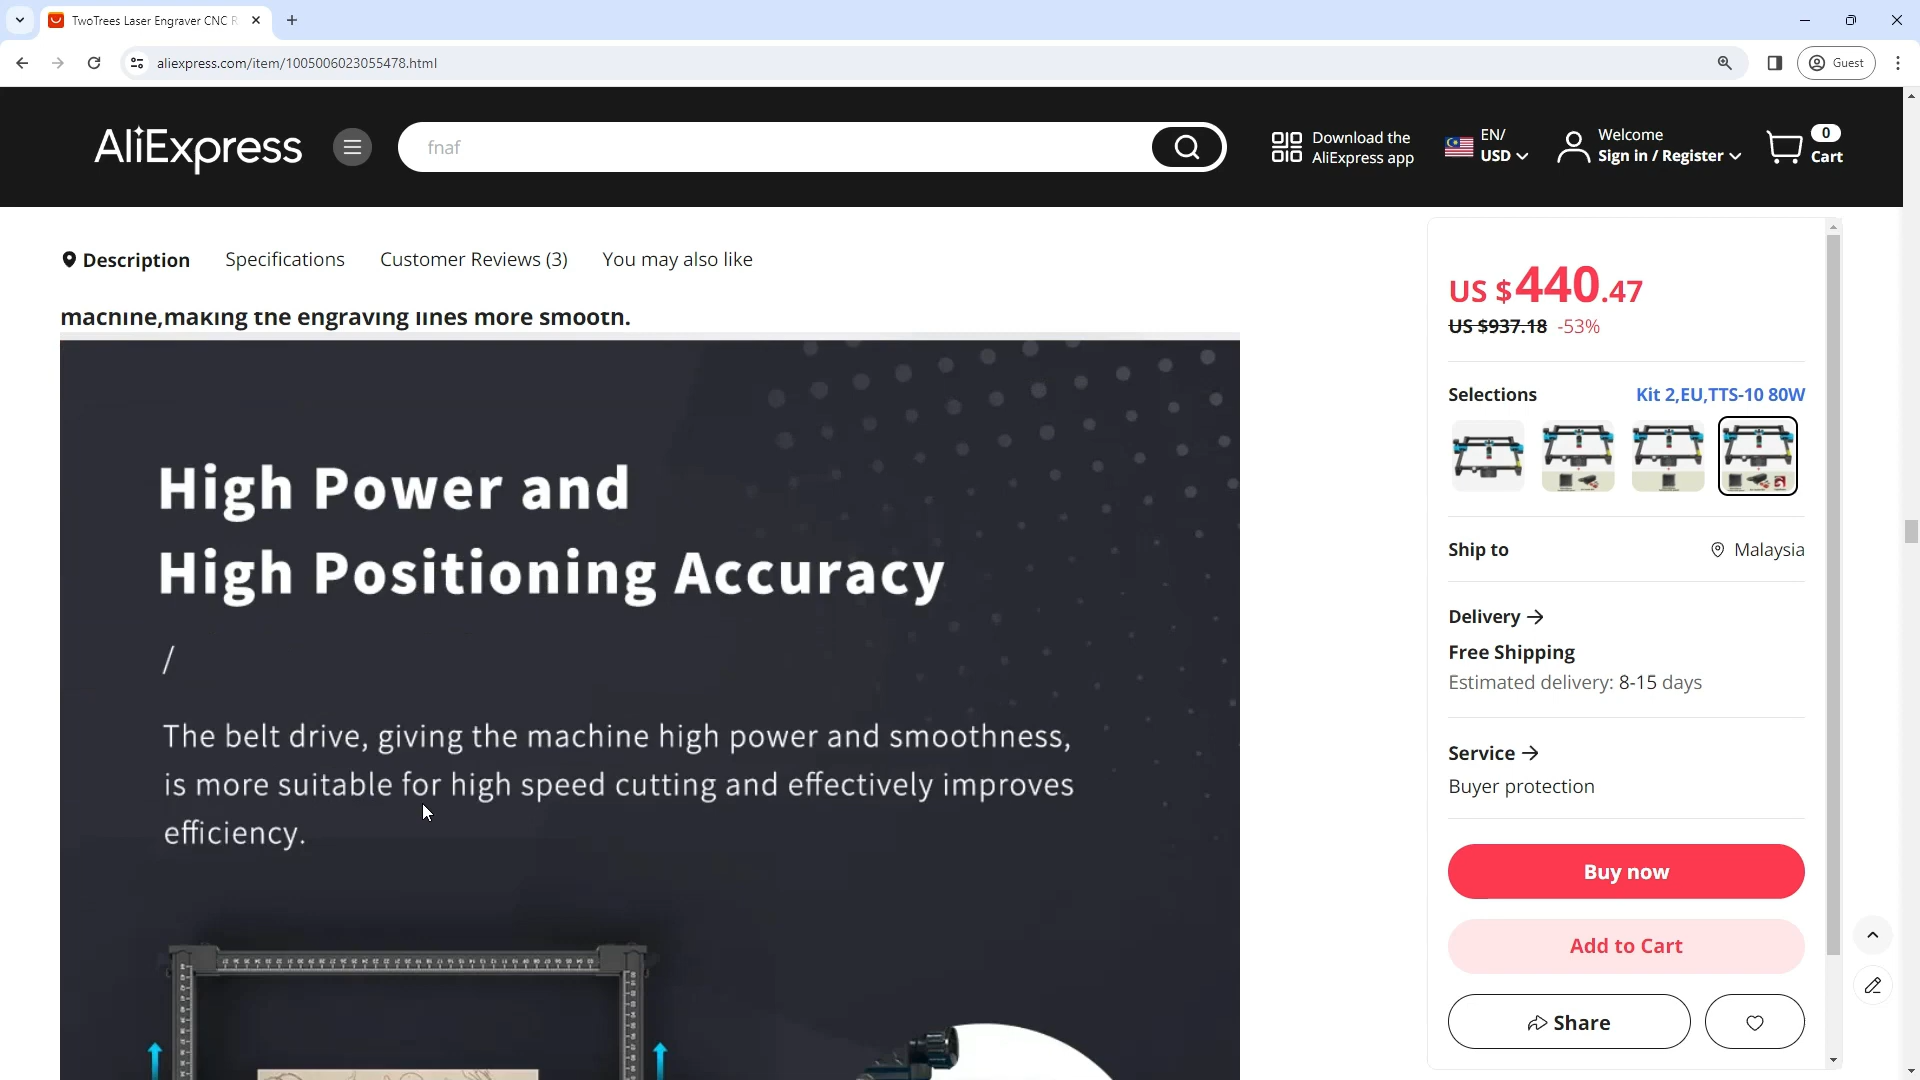 TwoTrees Laser Engraver CNC R
aliexpress.com/item/1005006023055478.html
Guest
AliExpress
fnaf
Download the
AliExpress app
EN/
USD
Welcome
Sign in / Register
0
Cart
Description
Specifications
Customer Reviews (3)
You may also like
machine,making the engraving lines more smooth.
High Power and
High Positioning Accuracy
/
The belt drive, giving the machine high power and smoothness,
is more suitable for high speed cutting and effectively improves
efficiency.
US $440.47
US $937.18 -53%
Selections
Kit 2,EU,TTS-10 80W
Ship to
Malaysia
Delivery
Free Shipping
Estimated delivery: 8-15 days
Service
Buyer protection
Buy now
Add to Cart
Share